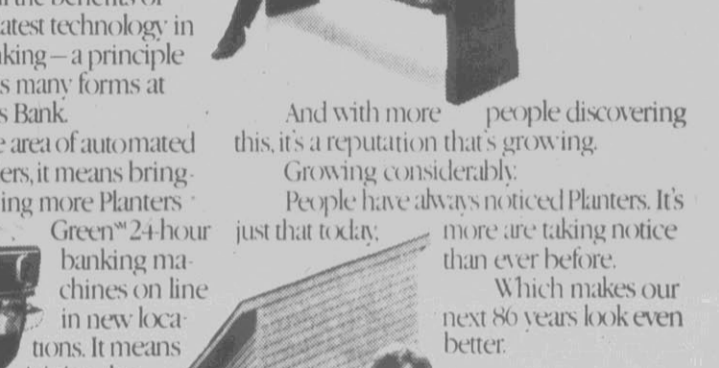 atest technology in
king—a principle
s many forms at
s Bank.
area of automated
ers, it means bring-
ing more Planters
Green℠ 24-hour
banking ma-
chines on line
in new loca-
tions. It means
And with more people discovering
this, it's a reputation that's growing.
Growing considerably.
People have always noticed Planters. It's
just that today, more are taking notice
than ever before.
Which makes our
next 86 years look even
better.